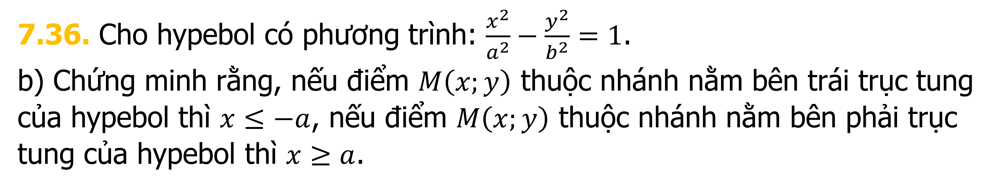 7.36. Cho hypebol có phương trình: $\frac{x^2}{a^2} - \frac{y^2}{b^2} = 1$.
b) Chứng minh rằng, nếu điểm $M(x; y)$ thuộc nhánh nằm bên trái trục tung
của hypebol thì $x \leq -a$, nếu điểm $M(x; y)$ thuộc nhánh nằm bên phải trục
tung của hypebol thì $x \geq a$.